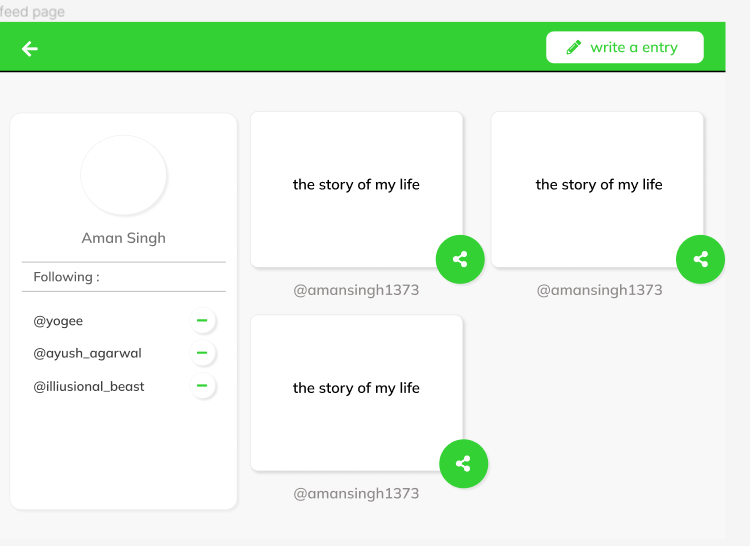 feed page
write a entry
Aman Singh
Following :
@yogee
@ayush_agarwal
@illiusional_beast
the story of my life
@amansingh1373
the story of my life
@amansingh1373
the story of my life
@amansingh1373